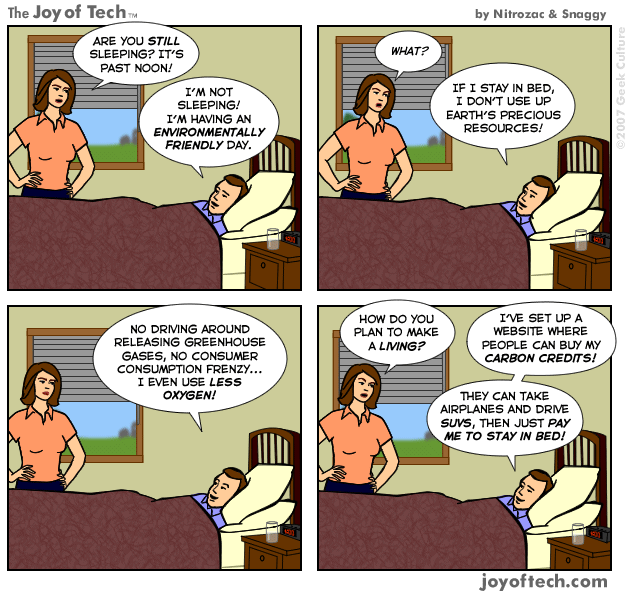 The Joy of Tech™
by Nitrozac & Snaggy
ARE YOU STILL
SLEEPING? IT'S
PAST NOON!
I'M NOT
SLEEPING!
I'M HAVING AN
ENVIRONMENTALLY
FRIENDLY DAY.
WHAT?
IF I STAY IN BED,
I DON'T USE UP
EARTH'S PRECIOUS
RESOURCES!
NO DRIVING AROUND
RELEASING GREENHOUSE
GASES, NO CONSUMER
CONSUMPTION FRENZY...
I EVEN USE LESS
OXYGEN!
HOW DO YOU
PLAN TO MAKE
A LIVING?
I'VE SET UP A
WEBSITE WHERE
PEOPLE CAN BUY MY
CARBON CREDITS!
THEY CAN TAKE
AIRPLANES AND DRIVE
SUVS, THEN JUST PAY
ME TO STAY IN BED!
©2007 Geek Culture
joyoftech.com